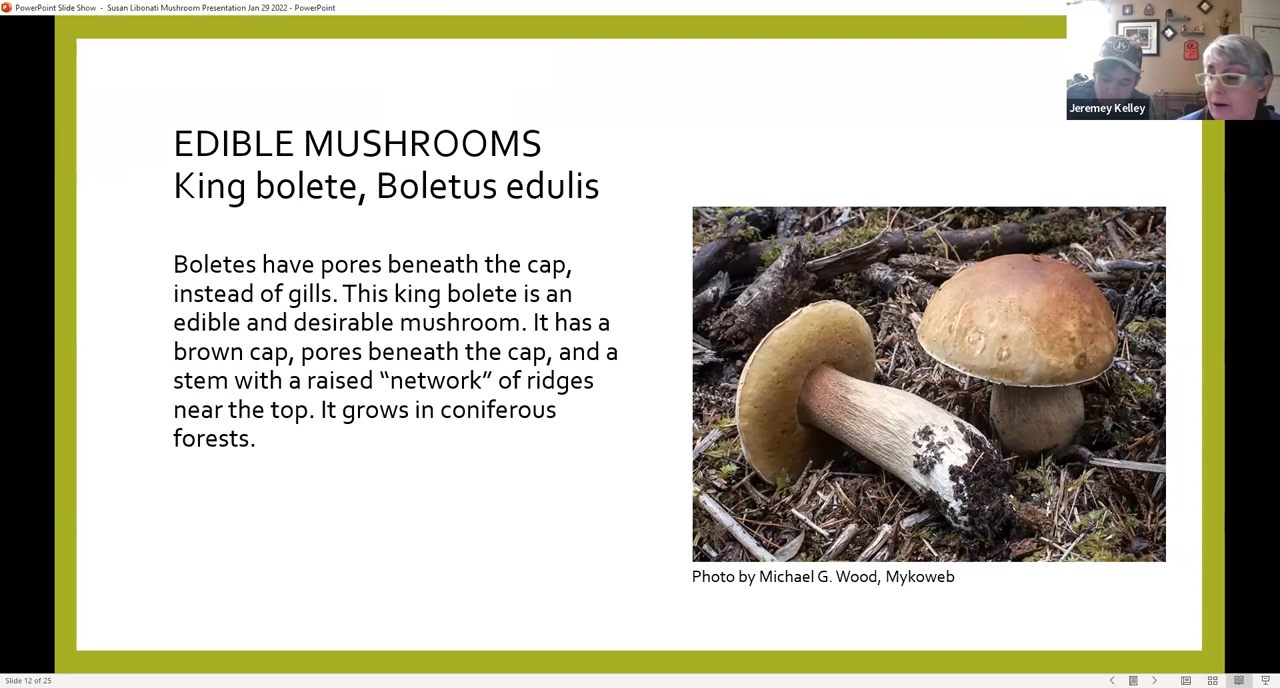 PowerPoint Slide Show - Susan Libonati Mushroom Presentation Jan 29 2022 - PowerPoint
Jeremey Kelley
EDIBLE MUSHROOMS
King bolete, Boletus edulis
Boletes have pores beneath the cap,
instead of gills. This king bolete is an
edible and desirable mushroom. It has a
brown cap, pores beneath the cap, and a
stem with a raised “network” of ridges
near the top. It grows in coniferous
forests.
Photo by Michael G. Wood, Mykoweb
Slide 12 of 25